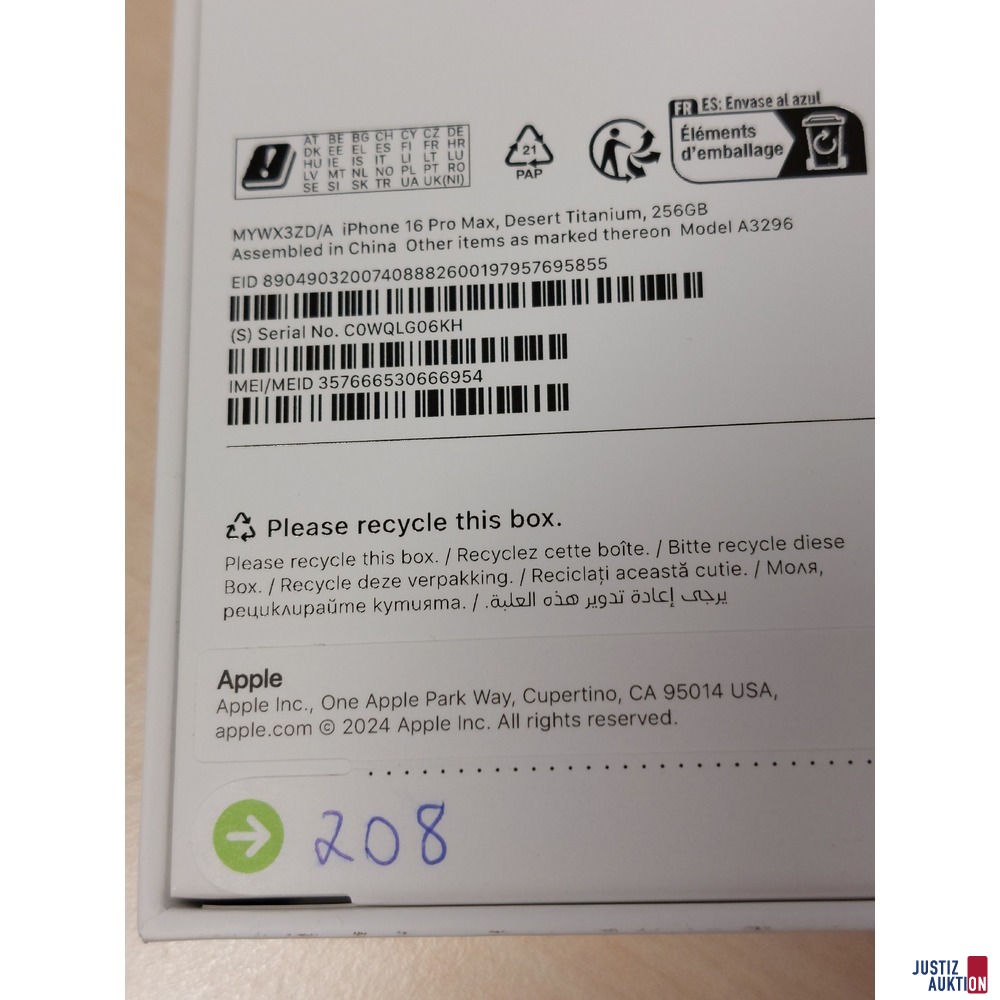 FR ES: Envase al azul
Éléments
d'emballage
AT BE BG CH CY CZ DE
DK EE EL ES FI FR HR
HU IE IS IT LI LT LU
LV MT NL NO PL PT RO
SE SI SK TR UA UK(NI)
21
PAP
MYWX3ZD/A iPhone 16 Pro Max, Desert Titanium, 256GB
Assembled in China Other items as marked thereon Model A3296
EID 89049032007408882600197957695855
(S) Serial No. C0WQLG06KH
IMEI/MEID 357666530666954
Please recycle this box.
Please recycle this box. / Recyclez cette boîte. / Bitte recycle diese
Box. / Recycle deze verpakking. / Reciclați această cutie. / Моля,
рециклирайте кутията. / يرجى إعادة تدوير هذه العلبة.
Apple
Apple Inc., One Apple Park Way, Cupertino, CA 95014 USA,
apple.com © 2024 Apple Inc. All rights reserved.
208
JUSTIZ
AUKTION